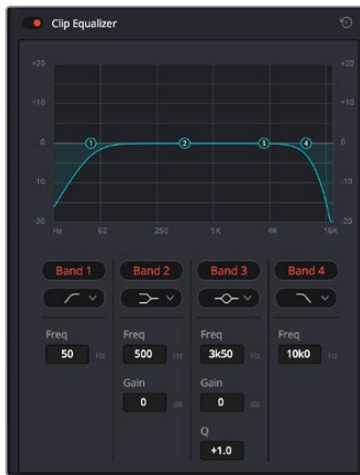 Clip Equalizer
+20 +20
+10 +10
0 1 2 3 4 0
-10 -10
-20 Hz 62 250 1K 4K 16K -20
Band 1 Band 2 Band 3 Band 4
Freq Freq Freq Freq
50 Hz 500 Hz 3k50 Hz 10k0 Hz
Gain Gain
0 dB 0 dB
Q
+1.0